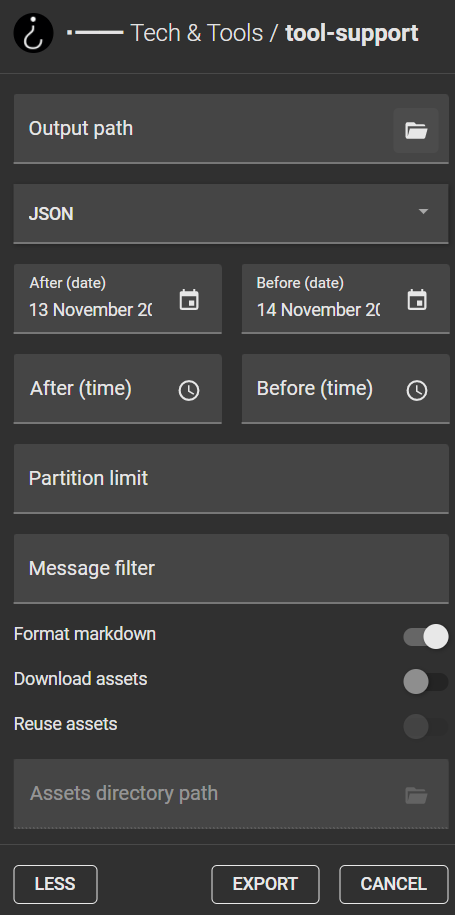 Tech & Tools / tool-support
Output path
JSON
After (date)
Before (date)
13 November 20
14 November 20
After (time)
Before (time)
Partition limit
Message filter
Format markdown
Download assets
Reuse assets
Assets directory path
LESS
EXPORT
CANCEL